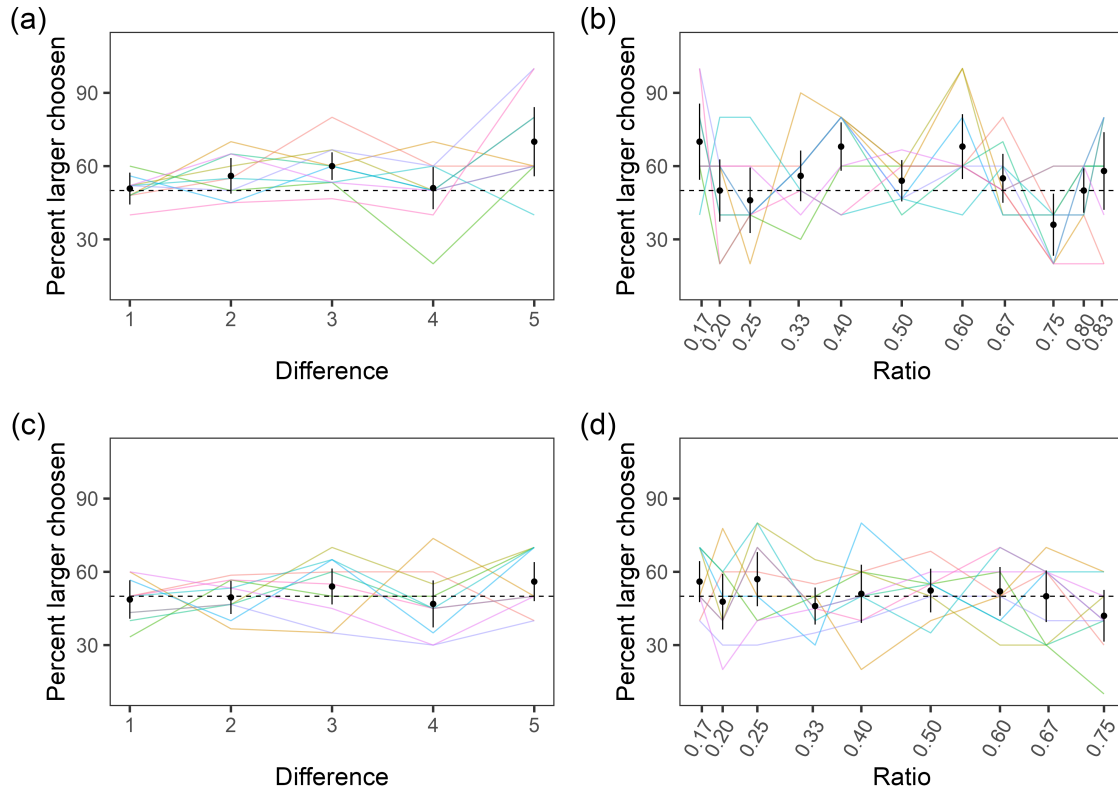 (a)
Percent larger choosen
90
60
30
1 2 3 4 5
Difference
(b)
Percent larger choosen
90
60
30
0.17 0.20 0.25 0.33 0.40 0.50 0.60 0.67 0.75 0.80 0.83
Ratio
(c)
Percent larger choosen
90
60
30
1 2 3 4 5
Difference
(d)
Percent larger choosen
90
60
30
0.17 0.20 0.25 0.33 0.40 0.50 0.60 0.67 0.75
Ratio